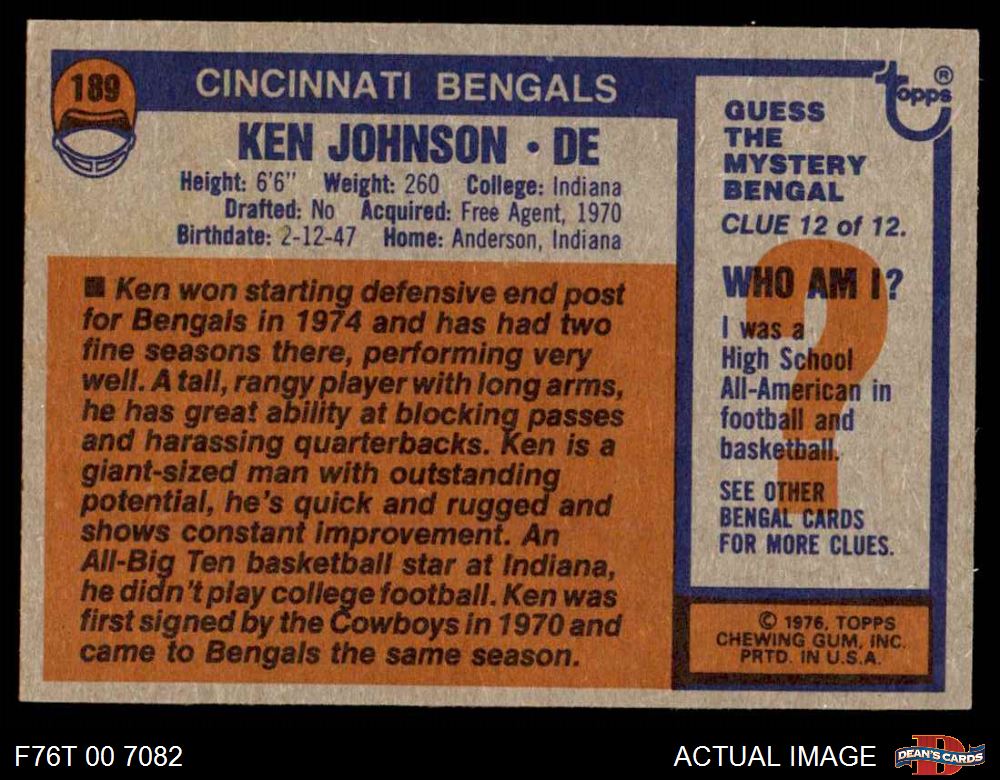 189
CINCINNATI BENGALS
KEN JOHNSON • DE
Height: 6'6" Weight: 260 College: Indiana
Drafted: No Acquired: Free Agent, 1970
Birthdate: 2-12-47 Home: Anderson, Indiana
■ Ken won starting defensive end post
for Bengals in 1974 and has had two
fine seasons there, performing very
well. A tall, rangy player with long arms,
he has great ability at blocking passes
and harassing quarterbacks. Ken is a
giant-sized man with outstanding
potential, he's quick and rugged and
shows constant improvement. An
All-Big Ten basketball star at Indiana,
he didn't play college football. Ken was
first signed by the Cowboys in 1970 and
came to Bengals the same season.
topps®
GUESS
THE
MYSTERY
BENGAL
CLUE 12 of 12.
WHO AM I?
I was a
High School
All-American in
football and
basketball.
SEE OTHER
BENGAL CARDS
FOR MORE CLUES.
© 1976, TOPPS
CHEWING GUM, INC.
PRTD. IN U.S.A.
F76T 00 7082
ACTUAL IMAGE
DEAN'S CARDS